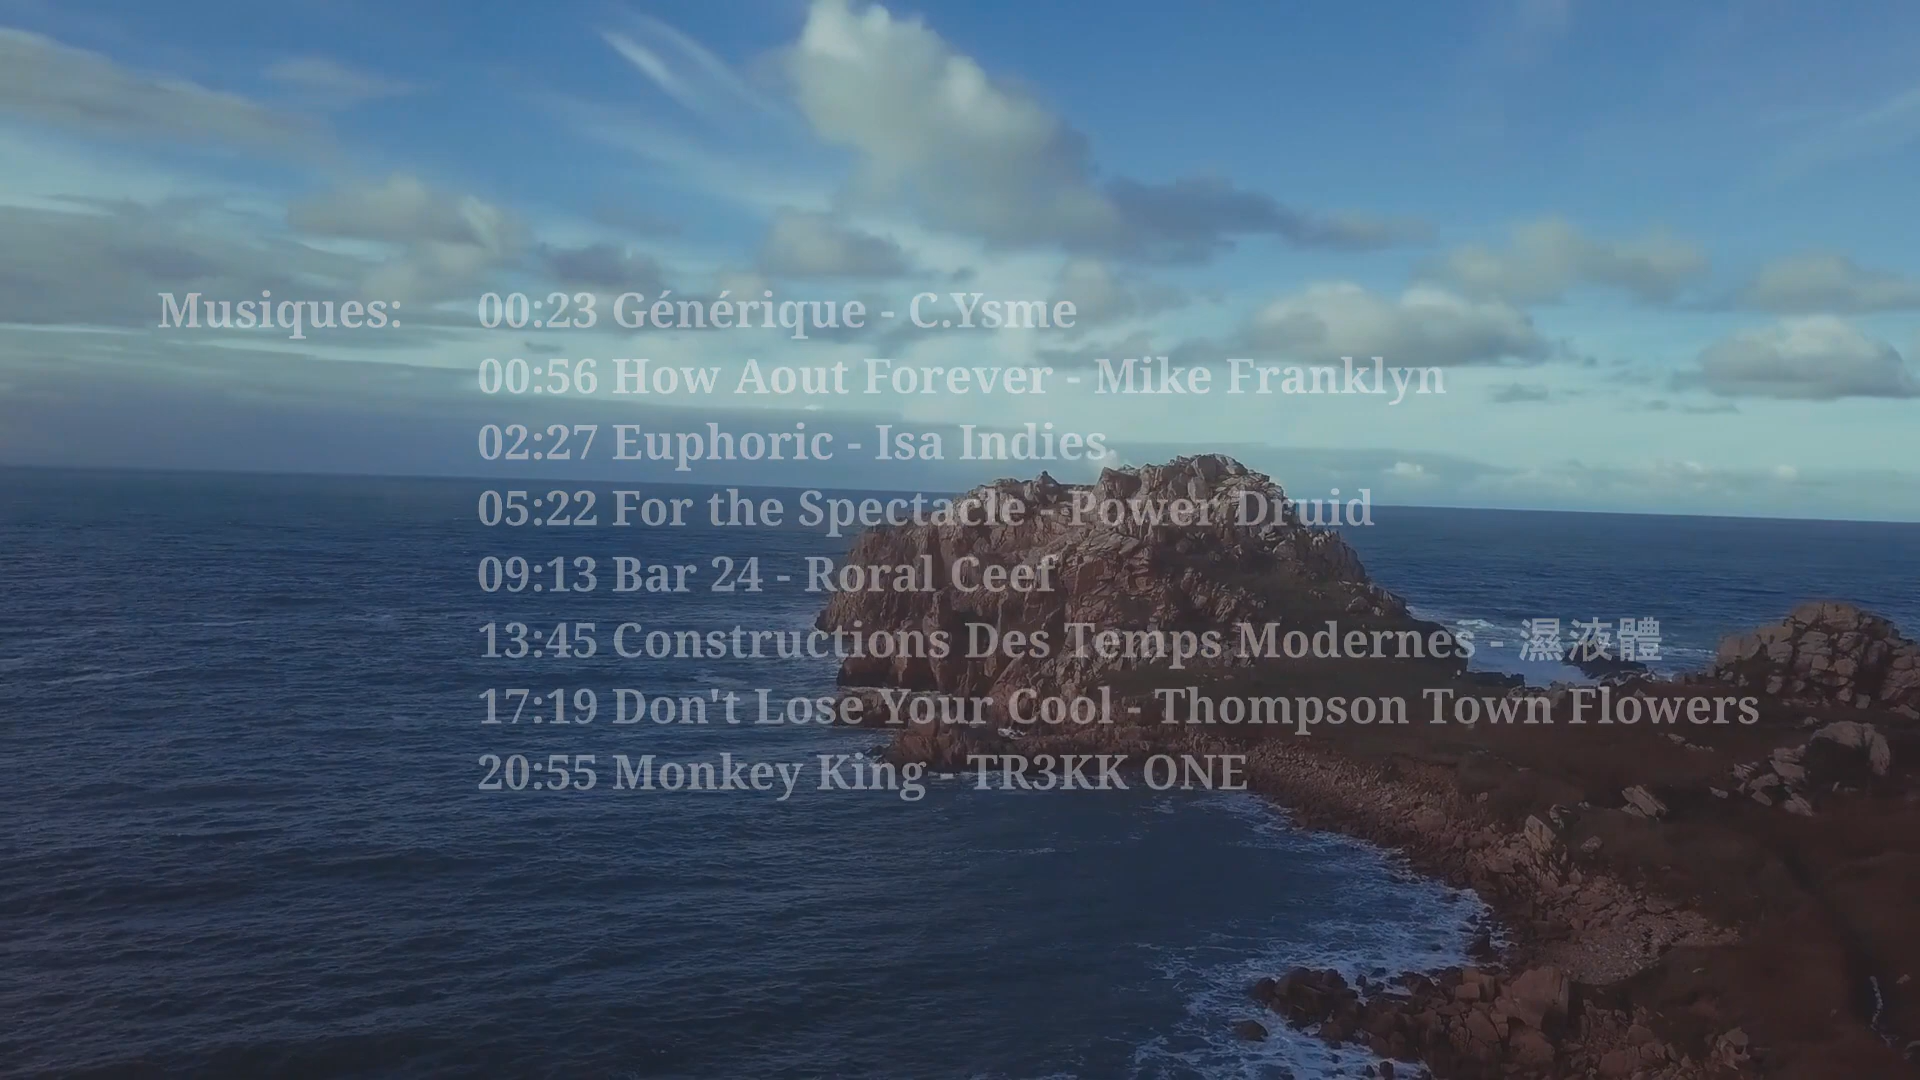 Musiques: 00:23 Générique - C.Ysme
00:56 How Aout Forever - Mike Franklyn
02:27 Euphoric - Isa Indies
05:22 For the Spectacle - Power Druid
09:13 Bar 24 - Roral Ceef
13:45 Constructions Des Temps Modernes - 濕液體
17:19 Don't Lose Your Cool - Thompson Town Flowers
20:55 Monkey King - TR3KK ONE